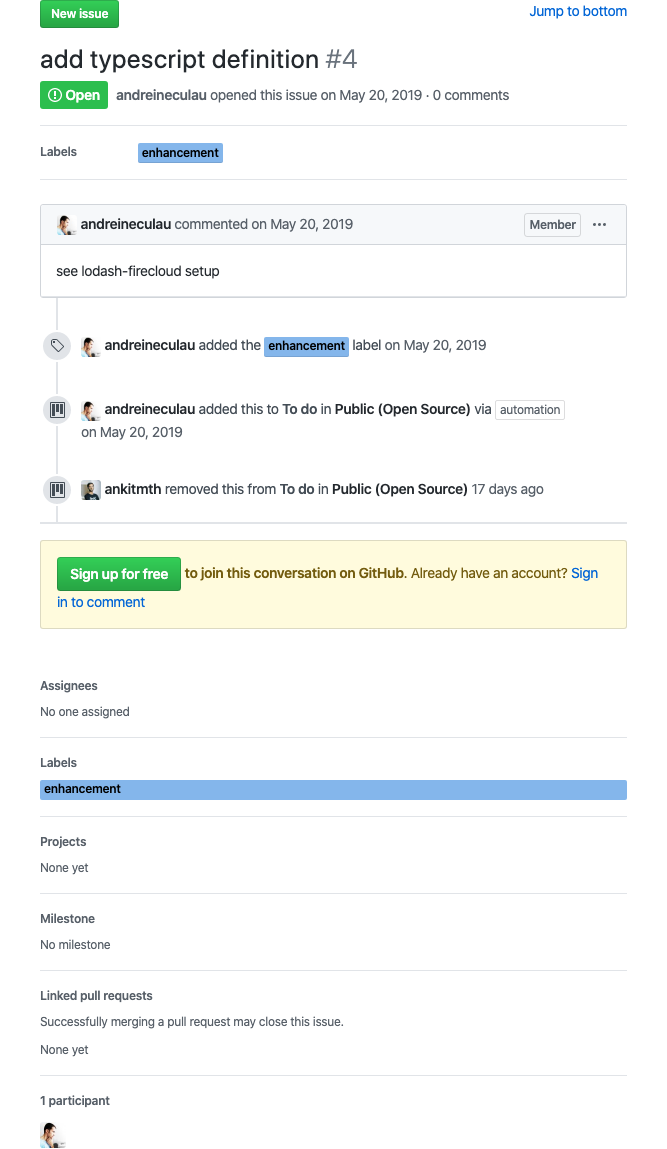 New issue
Jump to bottom
add typescript definition #4
Open andreineculau opened this issue on May 20, 2019 · 0 comments
Labels enhancement
andreineculau commented on May 20, 2019 Member
see lodash-firecloud setup
andreineculau added the enhancement label on May 20, 2019
andreineculau added this to To do in Public (Open Source) via automation
on May 20, 2019
ankitmth removed this from To do in Public (Open Source) 17 days ago
Sign up for free to join this conversation on GitHub. Already have an account? Sign
in to comment
Assignees
No one assigned
Labels
enhancement
Projects
None yet
Milestone
No milestone
Linked pull requests
Successfully merging a pull request may close this issue.
None yet
1 participant